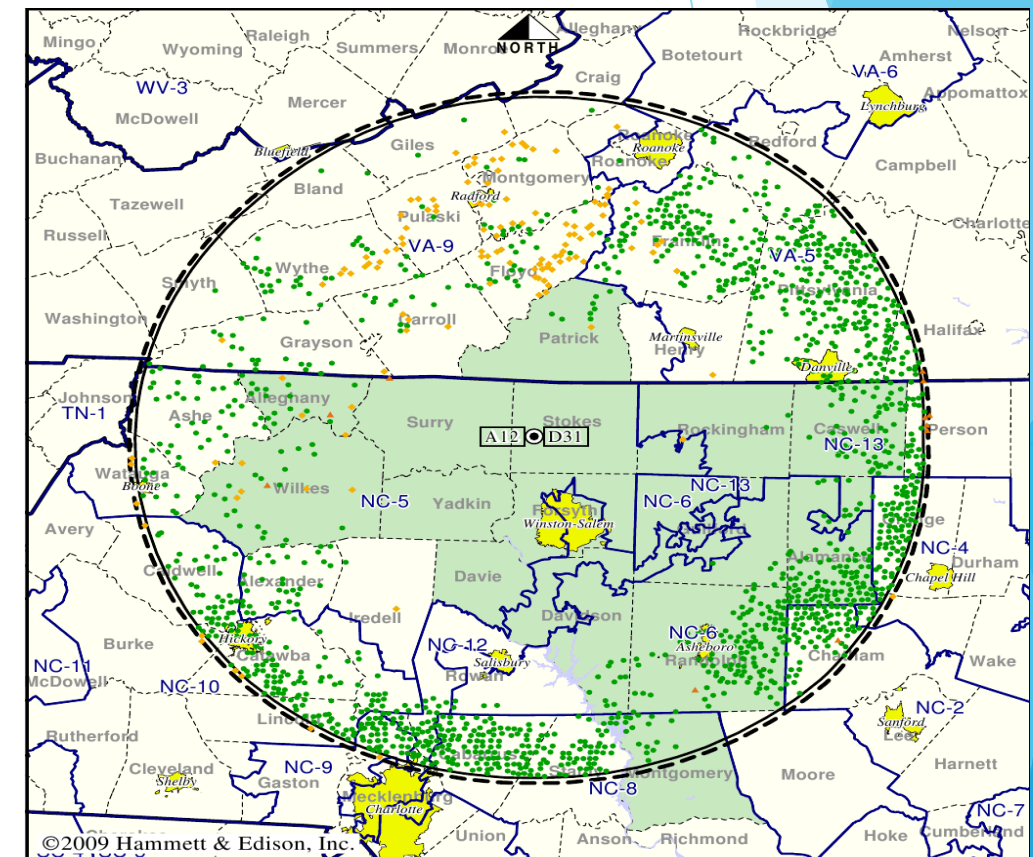 Mingo
Wyoming
Raleigh
Summers
Monro
NORTH
Alleghany
Craig
Botetourt
Rockbridge
Nelson
Amherst
VA-6
Lynchburg
Appomattox
WV-3
McDowell
Mercer
Buchanan
Bluefield
Giles
Roanoke
Roanoke
Roanoke
Bedford
Campbell
Tazewell
Bland
Radford
Montgomery
Pulaski
Charlotte
Russell
Wythe
VA-9
Floyd
Franklin
VA-5
Smyth
Pittsylvania
Washington
Grayson
Carroll
Patrick
Martinsville
Henry
Danville
Halifax
Johnson
TN-1
Ashe
Alleghany
Surry
Stokes
A12
D31
Rockingham
Caswell
NC-13
Person
Watauga
Boone
Wilkes
NC-5
Yadkin
Forsyth
Winston-Salem
NC-6
NC-13
Avery
Alamance
NC-4
Durham
Chapel Hill
Caldwell
Alexander
Davie
Davidson
Iredell
Burke
Hickory
Catawba
NC-12
Salisbury
Rowan
NC-6
Asheboro
Randolph
Chatham
Wake
NC-11
McDowell
NC-10
Linc
NC-2
Sanford
Lee
Rutherford
Cleveland
Shelby
NC-9
Gaston
Cabarrus
Stanly
Montgomery
NC-8
Moore
Harnett
Mecklenburg
Charlotte
Union
Anson
Richmond
Hoke
Cumberland
NC-7
©2009 Hammett & Edison, Inc.